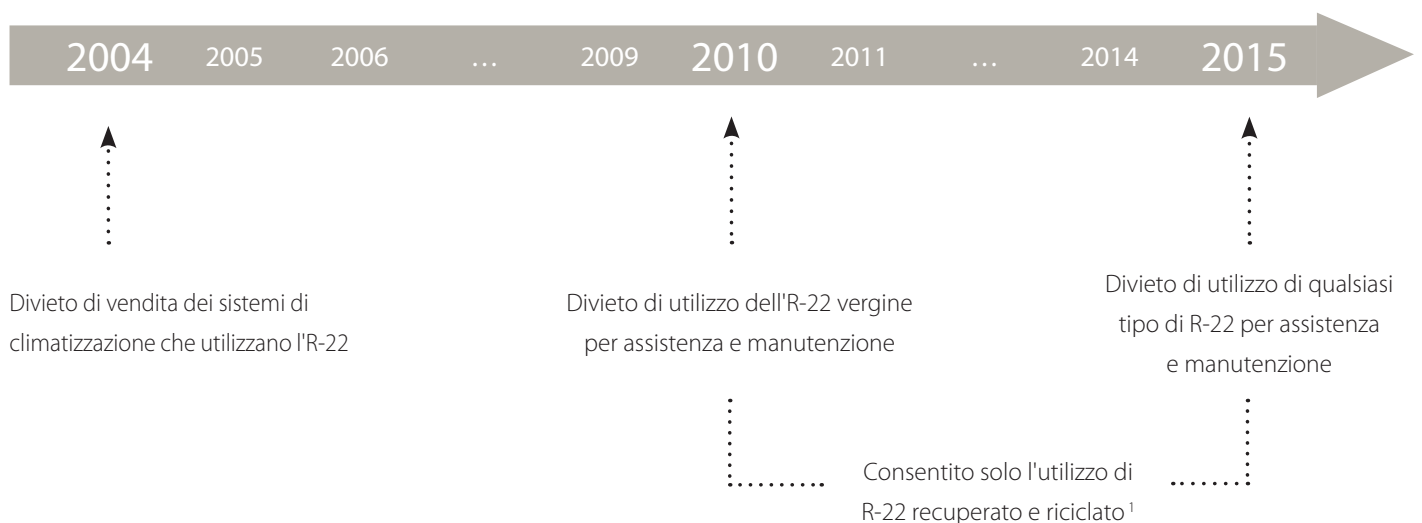 2004 2005 2006 ... 2009 2010 2011 ... 2014 2015
Divieto di vendita dei sistemi di
climatizzazione che utilizzano l'R-22
Divieto di utilizzo dell'R-22 vergine
per assistenza e manutenzione
Divieto di utilizzo di qualsiasi
tipo di R-22 per assistenza
e manutenzione
Consentito solo l'utilizzo di
R-22 recuperato e riciclato¹